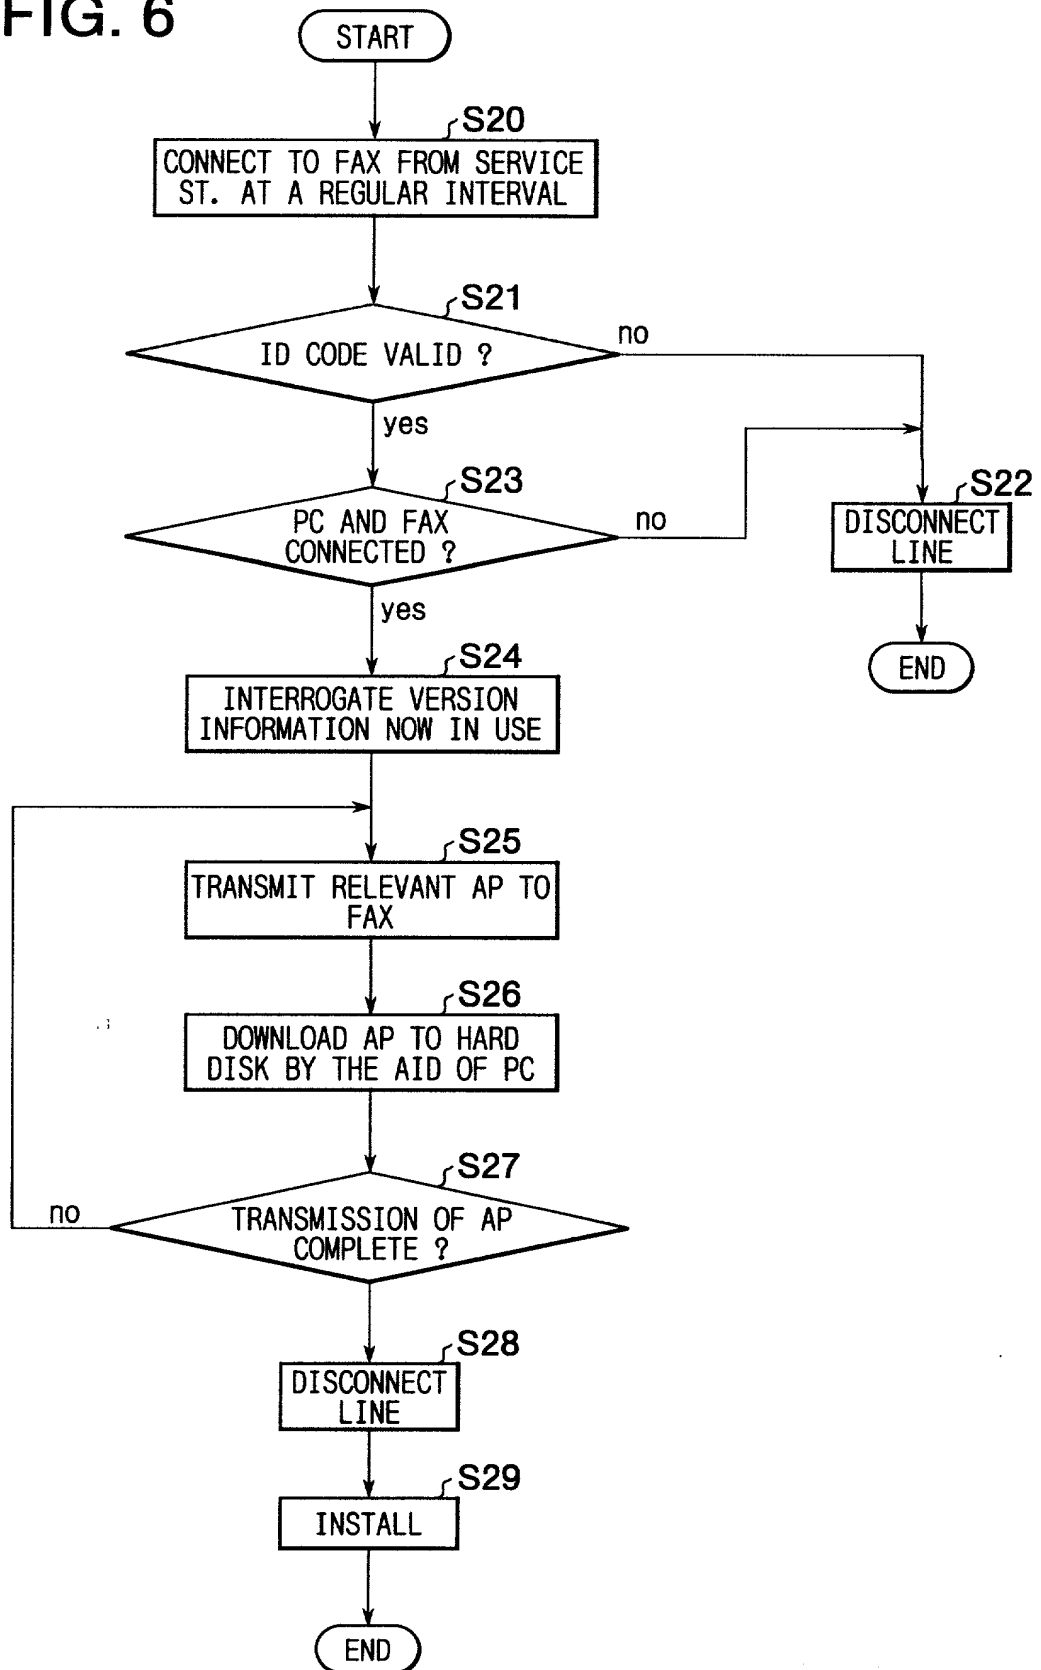 FIG. 6
START
S20
CONNECT TO FAX FROM SERVICE
ST. AT A REGULAR INTERVAL
S21
ID CODE VALID ?
no
yes
S23
PC AND FAX
CONNECTED ?
no
yes
S22
DISCONNECT
LINE
END
S24
INTERROGATE VERSION
INFORMATION NOW IN USE
S25
TRANSMIT RELEVANT AP TO
FAX
S26
DOWNLOAD AP TO HARD
DISK BY THE AID OF PC
S27
TRANSMISSION OF AP
COMPLETE ?
no
S28
DISCONNECT
LINE
S29
INSTALL
END